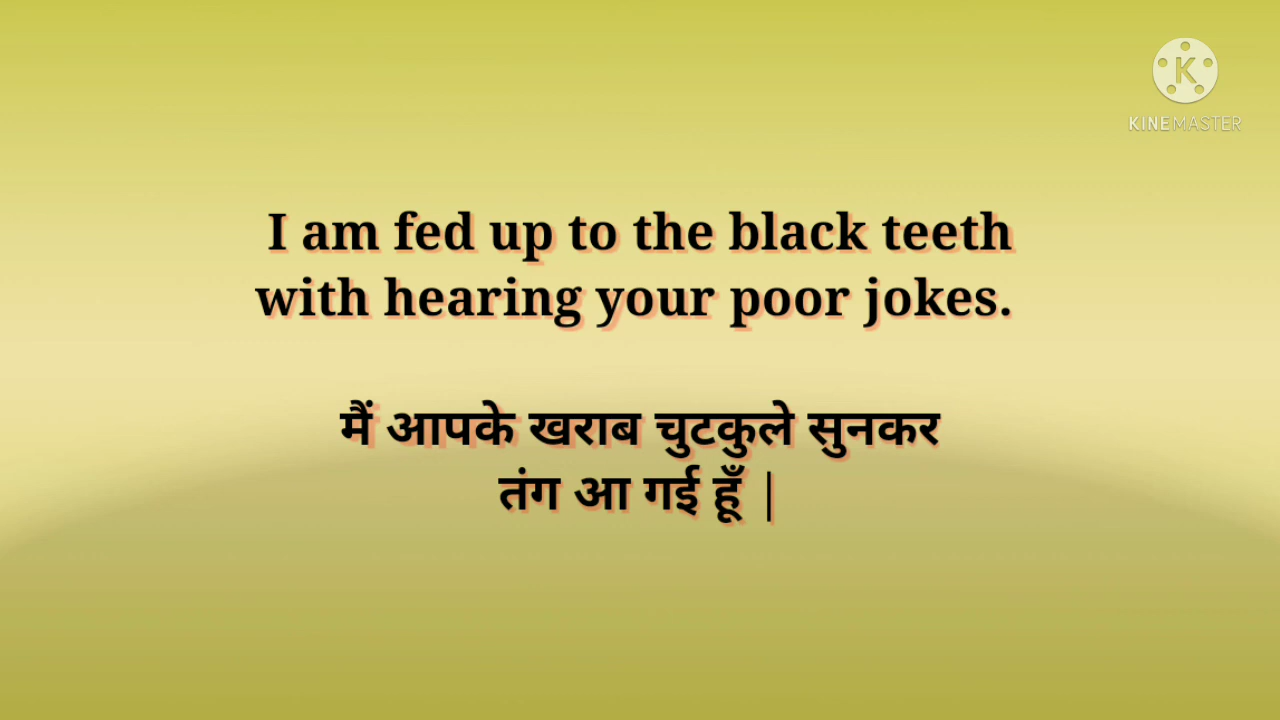 K
KINEMASTER
I am fed up to the black teeth
with hearing your poor jokes.
मैं आपके खराब चुटकुले सुनकर
तंग आ गई हूँ |